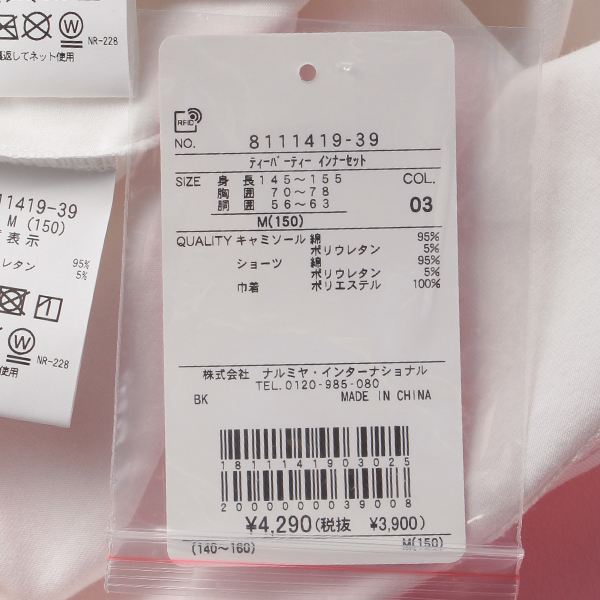 NR-228
返してネット使用
111419-39
M (150)
表示
レタン 95%
5%
NR-228
使用
RFID
NO. 8111419-39
ティーパーティー インナーセット
SIZE 身 長 145～155 COL.
胸 囲 70～78
胴 囲 56～63 03
M(150)
QUALITY キャミソール 綿 95%
ポリウレタン 5%
ショーツ 綿 95%
ポリウレタン 5%
巾着 ポリエステル 100%
株式会社 ナルミヤ・インターナショナル
TEL.0120-985-080
BK MADE IN CHINA
1811141903025
2000000039008
¥4,290(税抜 ¥3,900)
(140～160) M(150)